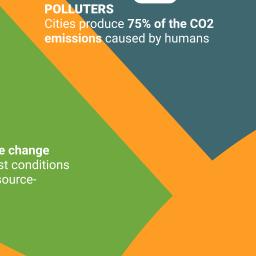 POLLUTERS
Cities produce 75% of the CO2
emissions caused by humans
e change
st conditions
source-